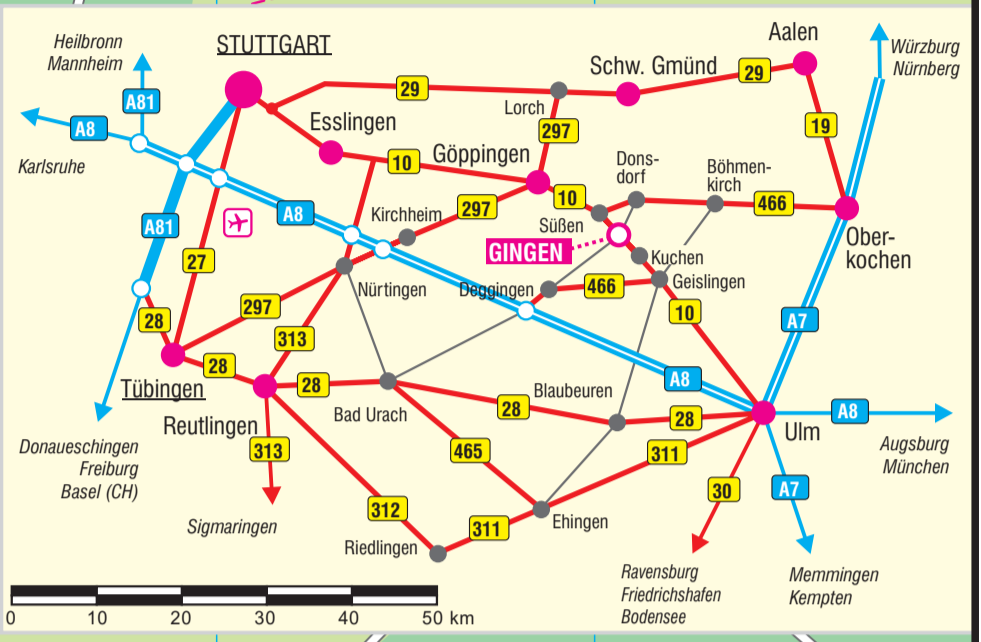 Heilbronn
Mannheim
STUTTGART
Aalen
Würzburg
Nürnberg
Schw. Gmünd
29
29
A81
Lorch
A8
Esslingen
297
19
Karlsruhe
10
Göppingen
Dons-
dorf
Böhmen-
kirch
10
466
297
Kirchheim
A8
A81
Süßen
Ober-
kochen
GINGEN
Kuchen
27
Geislingen
Nürtingen
Deggingen
466
297
10
28
A7
313
28
A8
28
Tübingen
Blaubeuren
28
28
A8
Bad Urach
Reutlingen
Ulm
Donaueschingen
Freiburg
Basel (CH)
313
465
311
Augsburg
München
30
A7
312
Sigmaringen
311
Ehingen
Riedlingen
Ravensburg
Friedrichshafen
Bodensee
Memmingen
Kempten
0 10 20 30 40 50 km